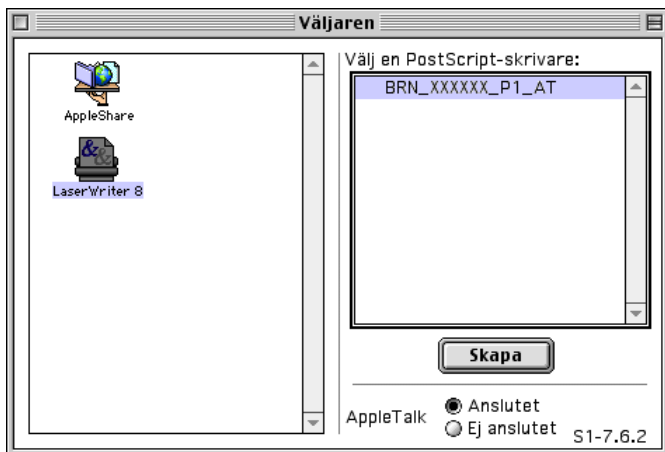 Väljaren
AppleShare
LaserWriter 8
Välj en PostScript-skrivare:
BRN_XXXXXX_P1_AT
Skapa
AppleTalk
Anslutet
Ej anslutet
S1-7.6.2